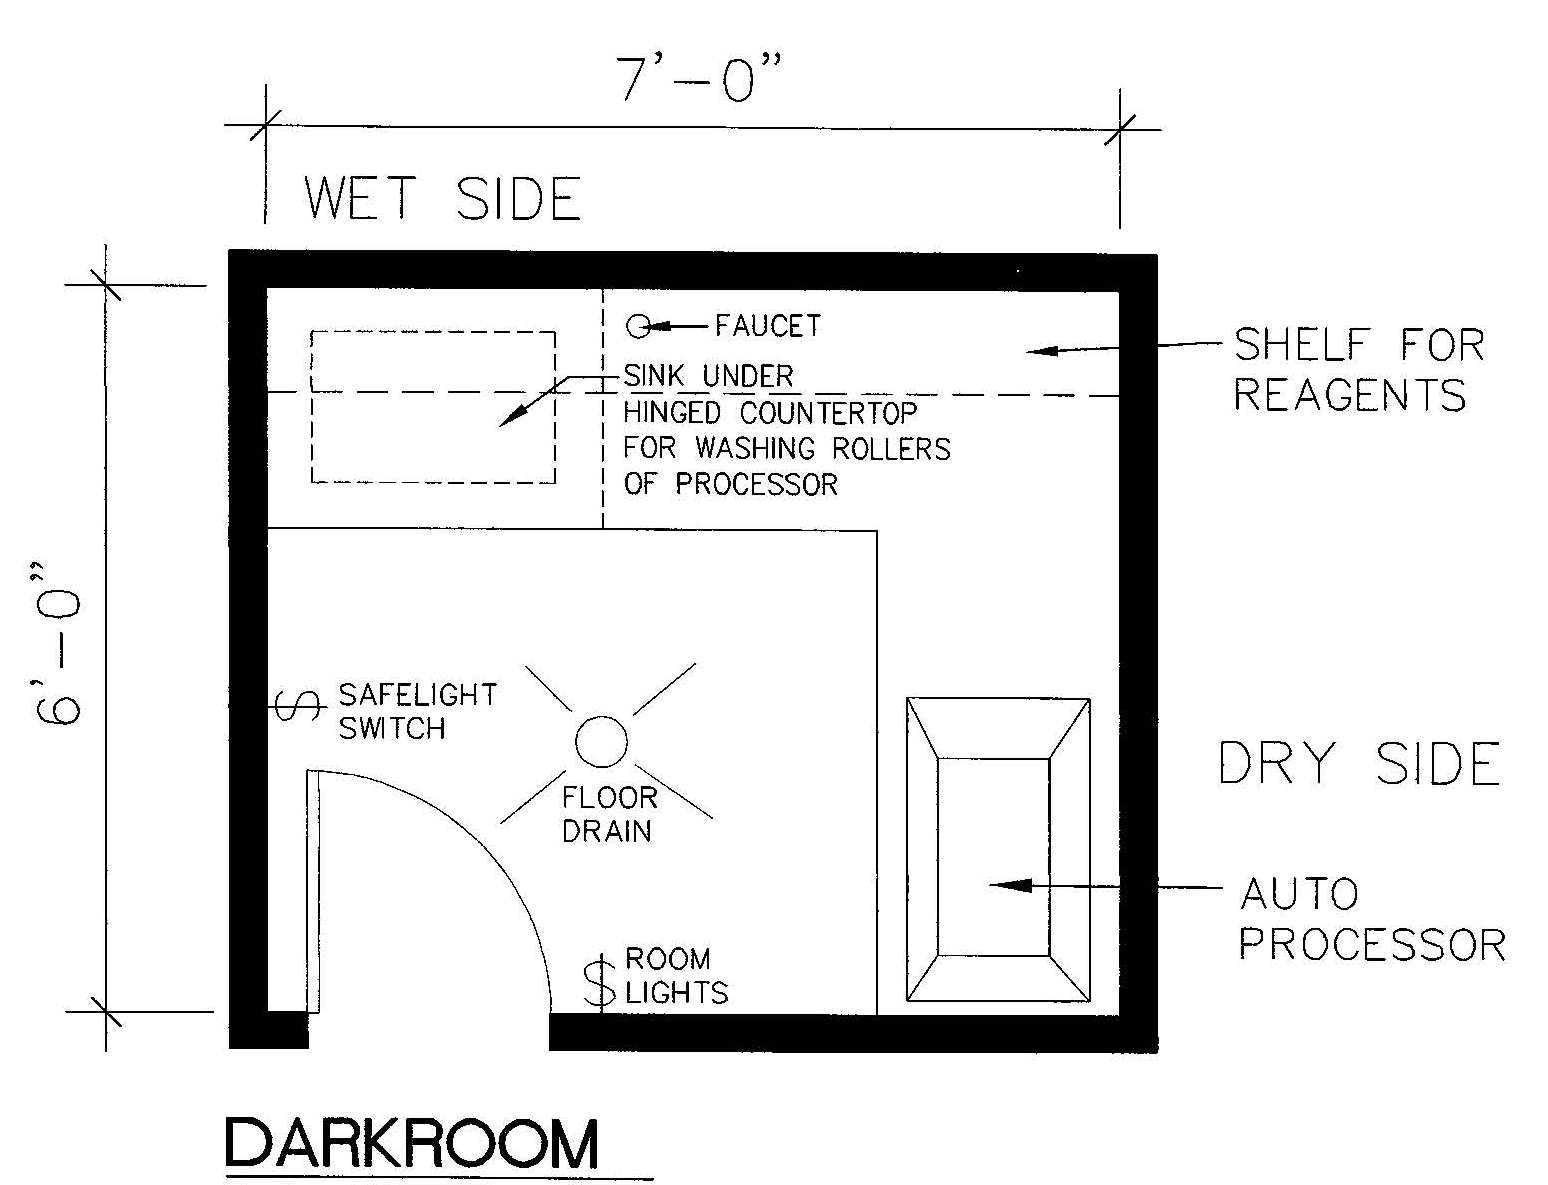 7'-0"
WET SIDE
FAUCET
SINK UNDER
HINGED COUNTERTOP
FOR WASHING ROLLERS
OF PROCESSOR
SHELF FOR
REAGENTS
6'-0"
$ SAFELIGHT
SWITCH
FLOOR
DRAIN
DRY SIDE
AUTO
PROCESSOR
$ ROOM
LIGHTS
DARKROOM